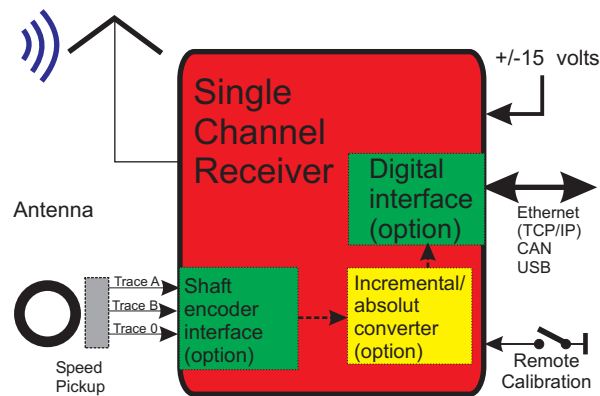 +/-15 volts
Single
Channel
Receiver
Digital
interface
(option)
Antenna
Ethernet
(TCP/IP)
CAN
USB
Trace A
Trace B
Trace 0
Shaft
encoder
interface
(option)
Incremental/
absolut
converter
(option)
Speed
Pickup
Remote
Calibration